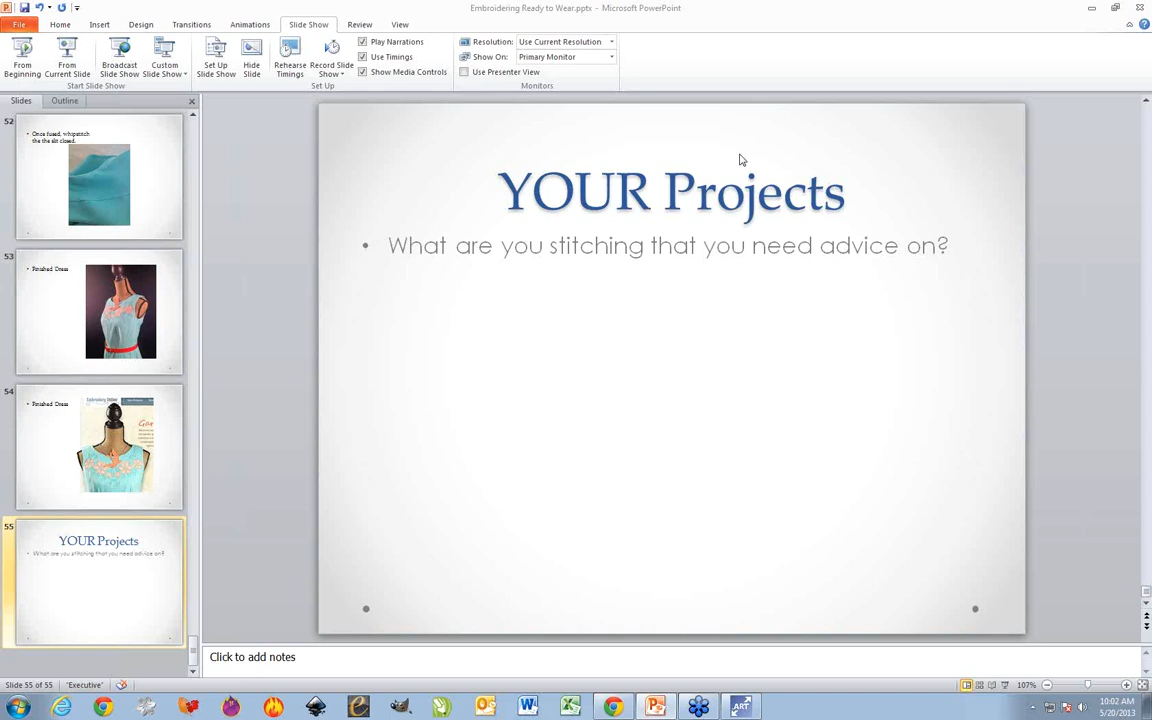 Embroidering Ready to Wear.pptx - Microsoft PowerPoint
File Home Insert Design Transitions Animations Slide Show Review View
From Beginning
From Current Slide
Broadcast Slide Show
Custom Slide Show
Set Up Slide Show
Hide Slide
Rehearse Timings
Record Slide Show
Play Narrations
Use Timings
Show Media Controls
Resolution: Use Current Resolution
Show On: Primary Monitor
Use Presenter View
Start Slide Show
Set Up
Monitors
Slides Outline
52
• Once fused, whipstitch
the the slit closed.
53
• Finished Dress
54
• Finished Dress
55
YOUR Projects
• What are you stitching that you need advice on?
YOUR Projects
• What are you stitching that you need advice on?
Click to add notes
Slide 55 of 55 "Executive" 107%
ART
10:02 AM
5/20/2013